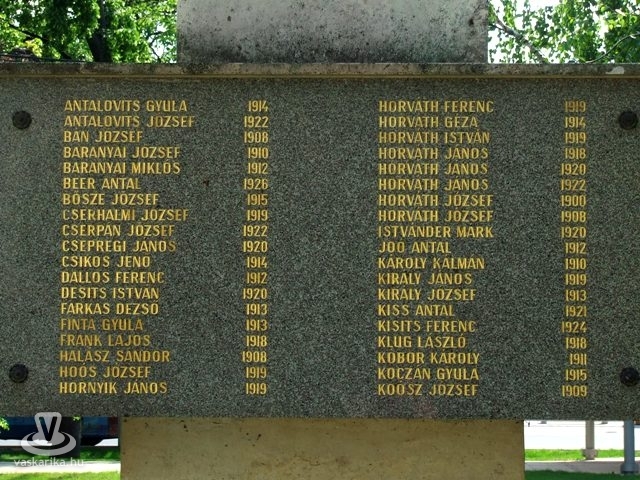 ANTALOVITS GYULA 1914
ANTALOVITS JÓZSEF 1922
BÁN JÓZSEF 1908
BARANYAI JÓZSEF 1910
BARANYAI MIKLÓS 1912
BEER ANTAL 1926
BŐSZE JÓZSEF 1915
CSERHALMI JÓZSEF 1919
CSERPÁN JÓZSEF 1922
CSEPREGI JÁNOS 1920
CSIKOS JENŐ 1914
DALLOS FERENC 1912
DESITS ISTVÁN 1920
FARKAS DEZSŐ 1913
FINTA GYULA 1913
FRANK LAJOS 1918
HALÁSZ SÁNDOR 1908
HOÓS JÓZSEF 1919
HORNYIK JÁNOS 1919
HORVÁTH FERENC 1919
HORVÁTH GÉZA 1914
HORVÁTH ISTVÁN 1919
HORVÁTH JÁNOS 1918
HORVÁTH JÁNOS 1920
HORVÁTH JÁNOS 1922
HORVÁTH JÓZSEF 1900
HORVÁTH JÓZSEF 1908
ISTVÁNDER MÁRK 1920
JOÓ ANTAL 1912
KÁROLY KÁLMÁN 1910
KIRÁLY JÁNOS 1919
KIRÁLY JÓZSEF 1913
KISS ANTAL 1921
KISITS FERENC 1924
KLUG LÁSZLÓ 1918
KÓBOR KÁROLY 1911
KOCZÁN GYULA 1915
KOÓSZ JÓZSEF 1909
vaskarika.hu